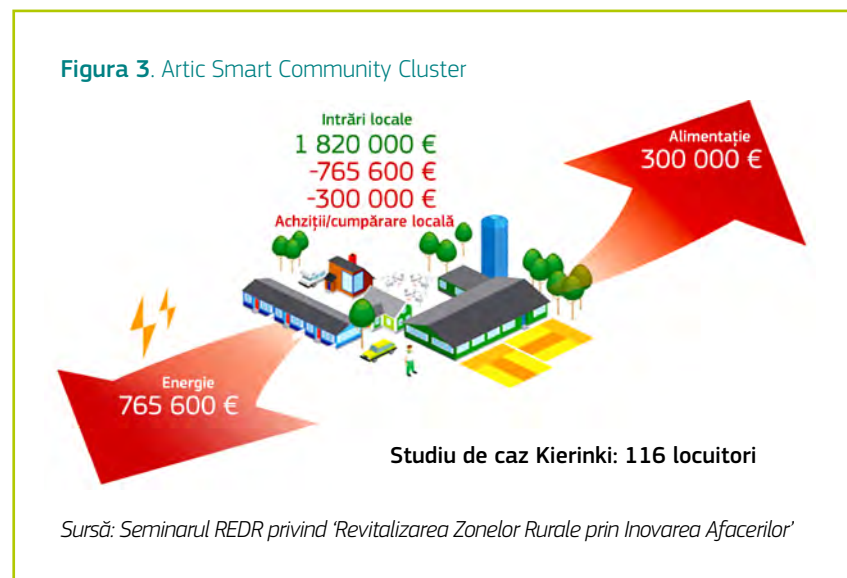 Figura 3. Artic Smart Community Cluster
Intrări locale
1 820 000 €
-765 600 €
-300 000 €
Achziții/cumpărare locală
Alimentație
300 000 €
Energie
765 600 €
Studiu de caz Kierinki: 116 locuitori
Sursă: Seminarul REDR privind ‘Revitalizarea Zonelor Rurale prin Inovarea Afacerilor’